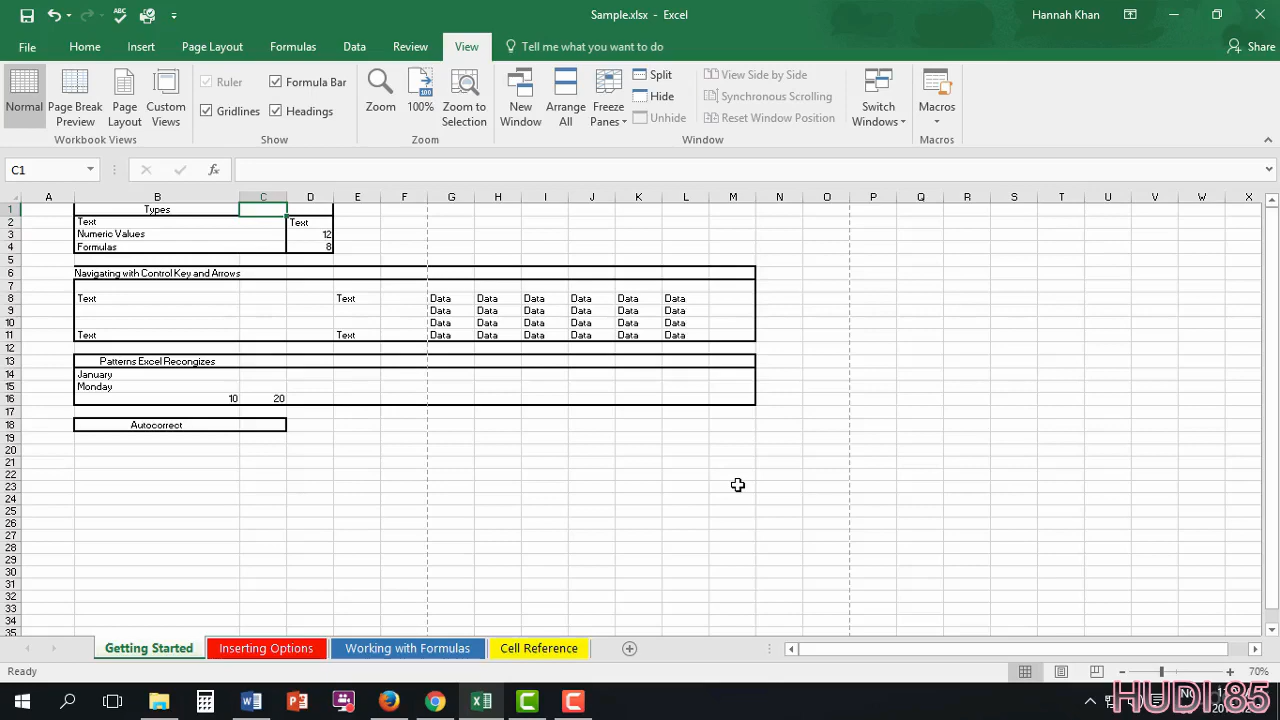 Sample.xlsx - Excel
Hannah Khan
File Home Insert Page Layout Formulas Data Review View Tell me what you want to do Share
Normal
Page Break Preview
Page Layout
Custom Views
Workbook Views
Ruler
Formula Bar
Gridlines
Headings
Show
Zoom
100
100%
Zoom to Selection
Zoom
New Window
Arrange All
Freeze Panes
Split
Hide
Unhide
View Side by Side
Synchronous Scrolling
Reset Window Position
Window
Switch Windows
Macros
Macros
C1
fx
A B C D E F G H I J K L M N O P Q R S T U V W X
1 Types
2 Text Text
3 Numeric Values 12
4 Formulas 8
5
6 Navigating with Control Key and Arrows
7
8 Text Text Data Data Data Data Data Data
9 Data Data Data Data Data Data
10 Data Data Data Data Data Data
11 Text Text Data Data Data Data Data Data
12
13 Patterns Excel Recongizes
14 January
15 Monday
16 10 20
17
18 Autocorrect
19
20
21
22
23
24
25
26
27
28
29
30
31
32
33
34
35
Getting Started Inserting Options Working with Formulas Cell Reference
Ready
70%
HUDI 85